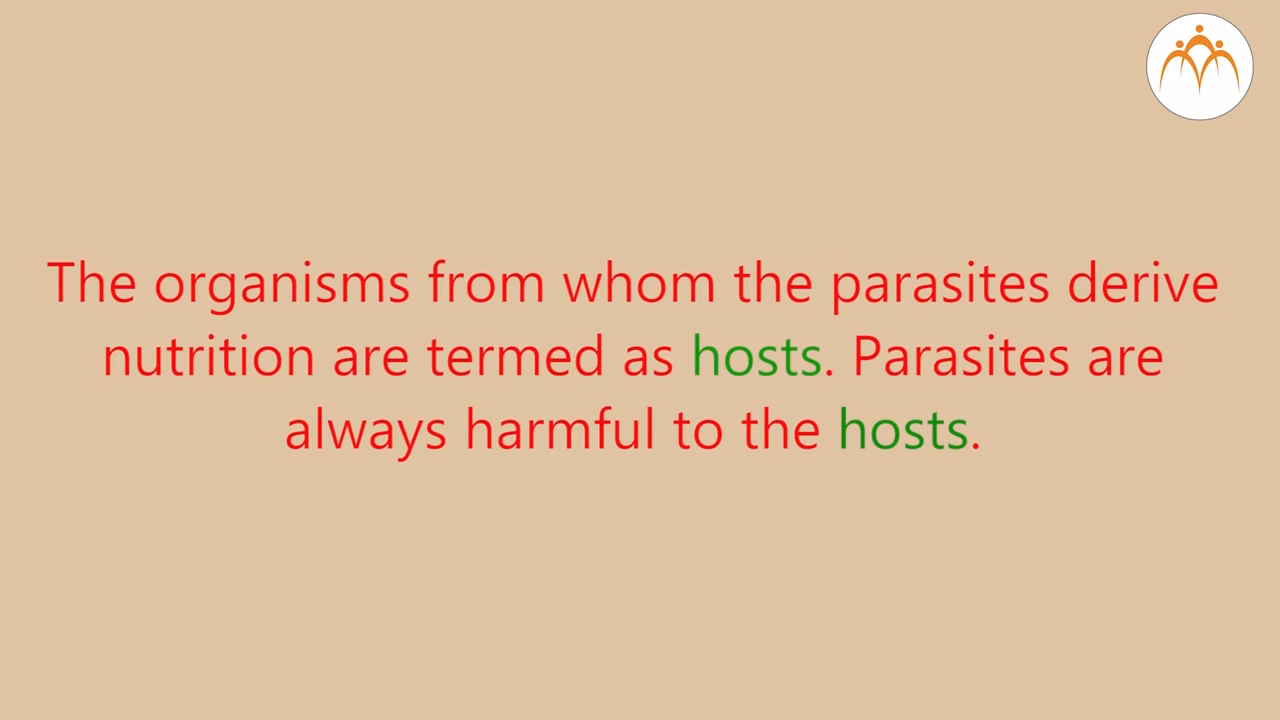 The organisms from whom the parasites derive
nutrition are termed as hosts. Parasites are
always harmful to the hosts.